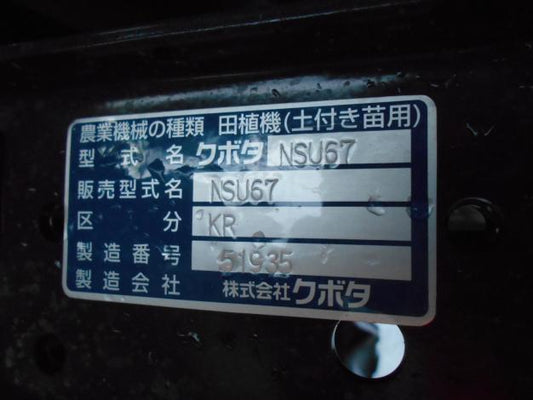 農業機械の種類 田植機(土付き苗用)
型式名 クボタ NSU67
販売型式名 NSU67
区分 KR
製造番号 51935
製造会社 株式会社クボタ